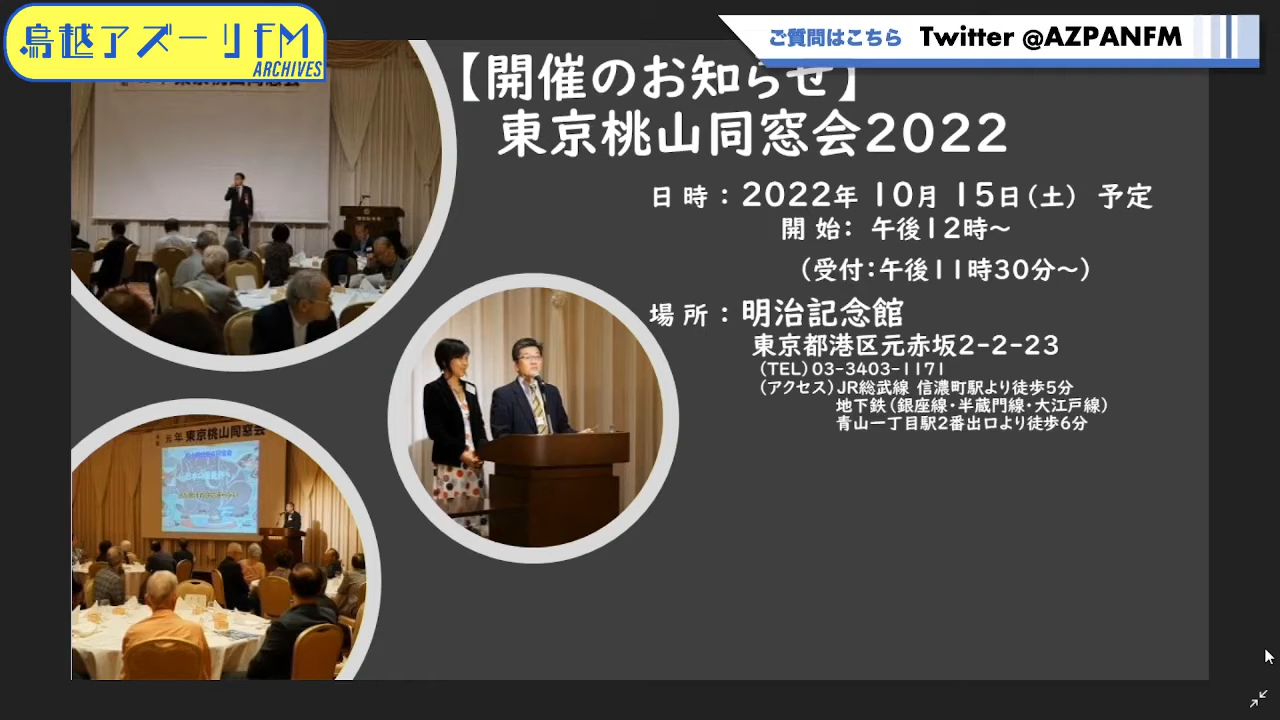 鳥越アズーリFM
ARCHIVES
ご質問はこちら Twitter @AZPANFM
【開催のお知らせ】
東京桃山同窓会2022
日 時 : 2022年 10月 15日(土) 予定
開 始: 午後12時～
(受付:午後11時30分～)
場 所 : 明治記念館
東京都港区元赤坂2-2-23
(TEL)03-3403-1171
(アクセス)JR総武線 信濃町駅より徒歩5分
地下鉄(銀座線・半蔵門線・大江戸線)
青山一丁目駅2番出口より徒歩6分
元年 東京桃山同窓会